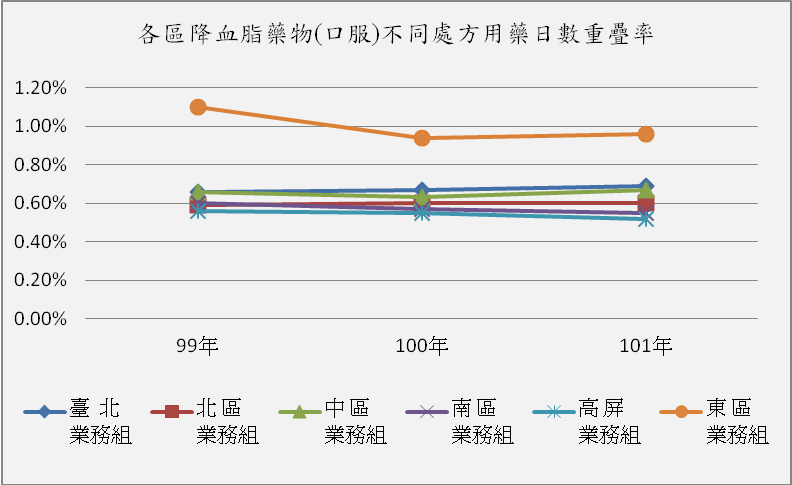 各區降血脂藥物(口服)不同處方用藥日數重疊率
1.20%
1.00%
0.80%
0.60%
0.40%
0.20%
0.00%
99年
100年
101年
臺 北
業務組
北區
業務組
中區
業務組
南區
業務組
高屏
業務組
東區
業務組